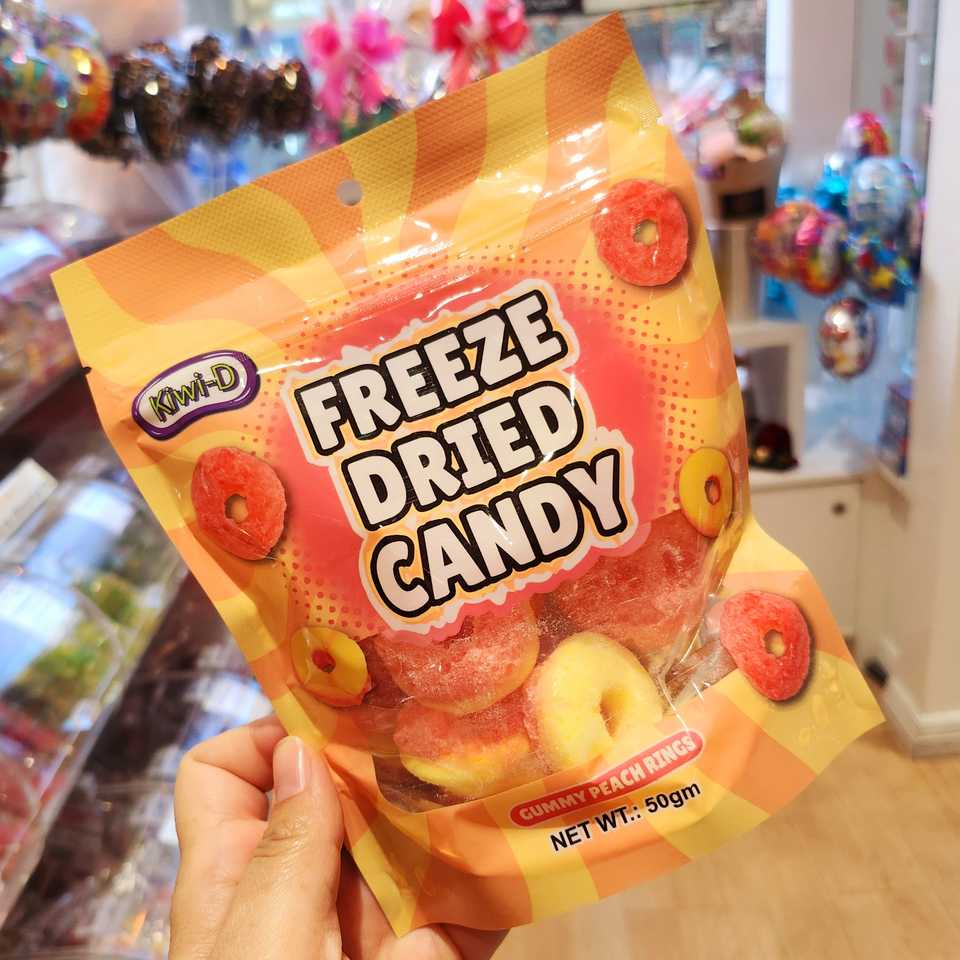 Kiwi-D
FREEZE
DRIED
CANDY
GUMMY PEACH RINGS
NET WT.: 50gm